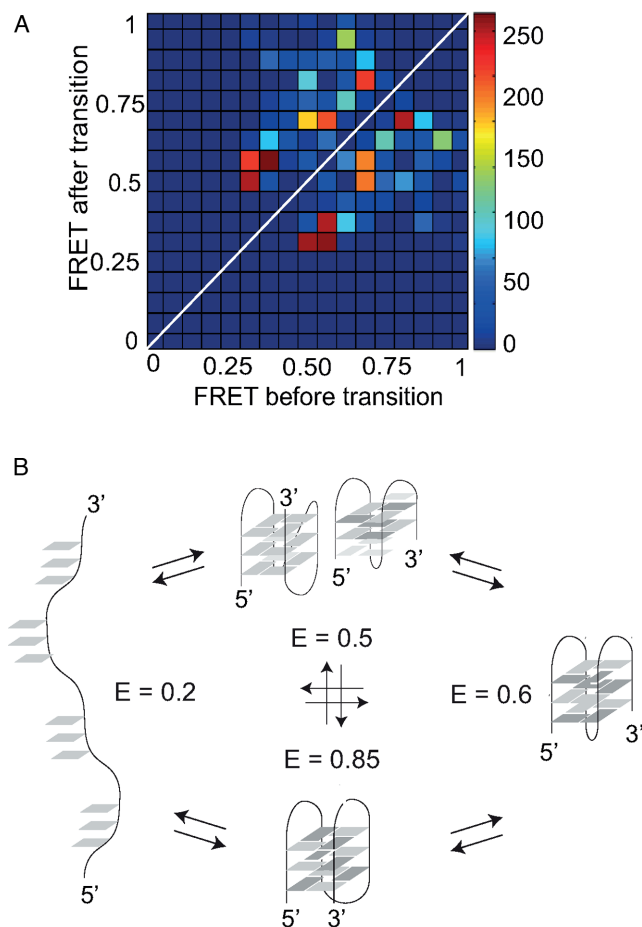 A
1
0.75
0.5
0.25
0
FRET after transition
0 0.25 0.50 0.75 1
FRET before transition
250
200
150
100
50
0
B
3'
5'
E = 0.2
3'
5'
5'
3'
E = 0.5
E = 0.6
5'
3'
E = 0.85
5' 3'